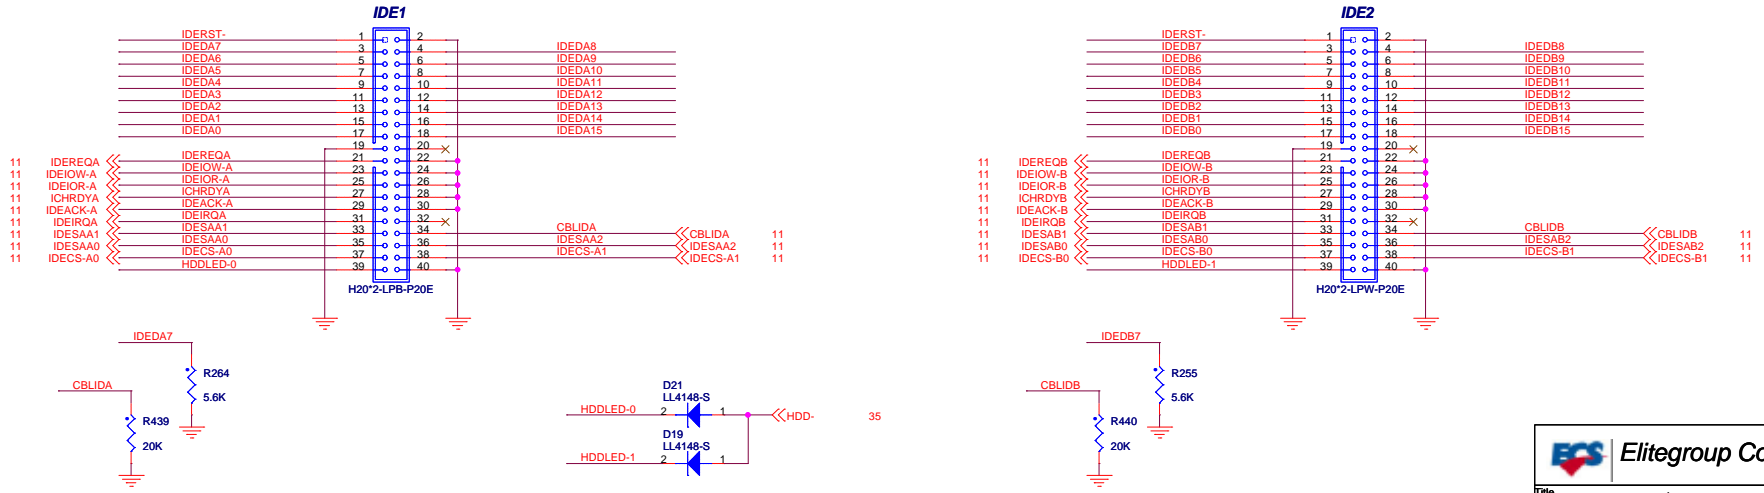 IDE1
IDERST- 1 2
IDEDA7 3 4 IDEDA8
IDEDA6 5 6 IDEDA9
IDEDA5 7 8 IDEDA10
IDEDA4 9 10 IDEDA11
IDEDA3 11 12 IDEDA12
IDEDA2 13 14 IDEDA13
IDEDA1 15 16 IDEDA14
IDEDA0 17 18 IDEDA15
19 20
11 IDEREQA IDEREQA 21 22
11 IDEIOW-A IDEIOW-A 23 24
11 IDEIOR-A IDEIOR-A 25 26
11 ICHRDYA ICHRDYA 27 28
11 IDEACK-A IDEACK-A 29 30
11 IDEIRQA IDEIRQA 31 32
11 IDESAA1 IDESAA1 33 34 CBLIDA CBLIDA 11
11 IDESAA0 IDESAA0 35 36 IDESAA2 IDESAA2 11
11 IDECS-A0 IDECS-A0 37 38 IDECS-A1 IDECS-A1 11
HDDLED-0 39 40
H20*2-LPB-P20E
IDEDA7
R264
5.6K
CBLIDA
R439
20K
D21
LL4148-S
HDDLED-0 2 1 HDD- 35
D19
LL4148-S
HDDLED-1 2 1
IDE2
IDERST- 1 2
IDEDB7 3 4 IDEDB8
IDEDB6 5 6 IDEDB9
IDEDB5 7 8 IDEDB10
IDEDB4 9 10 IDEDB11
IDEDB3 11 12 IDEDB12
IDEDB2 13 14 IDEDB13
IDEDB1 15 16 IDEDB14
IDEDB0 17 18 IDEDB15
19 20
11 IDEREQB IDEREQB 21 22
11 IDEIOW-B IDEIOW-B 23 24
11 IDEIOR-B IDEIOR-B 25 26
11 ICHRDYB ICHRDYB 27 28
11 IDEACK-B IDEACK-B 29 30
11 IDEIRQB IDEIRQB 31 32
11 IDESAB1 IDESAB1 33 34 CBLIDB CBLIDB 11
11 IDESAB0 IDESAB0 35 36 IDESAB2 IDESAB2 11
11 IDECS-B0 IDECS-B0 37 38 IDECS-B1 IDECS-B1 11
HDDLED-1 39 40
H20*2-LPW-P20E
IDEDB7
R255
5.6K
CBLIDB
R440
20K
ECS Elitegroup Co
Title